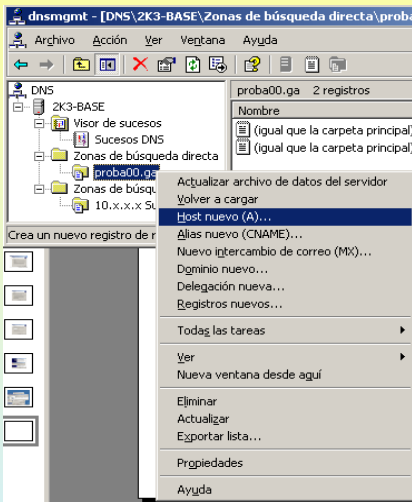 dnsmgmt - [DNS\2K3-BASE\Zonas de búsqueda directa\proba
Archivo Acción Ver Ventana Ayuda
DNS
2K3-BASE
Visor de sucesos
Sucesos DNS
Zonas de búsqueda directa
proba00.ga
Zonas de búsqu
10.x.x.x Su
proba00.ga 2 registros
Nombre
(igual que la carpeta principal)
(igual que la carpeta principal)
Crea un nuevo registro de r
Actualizar archivo de datos del servidor
Volver a cargar
Host nuevo (A)...
Alias nuevo (CNAME)...
Nuevo intercambio de correo (MX)...
Dominio nuevo...
Delegación nueva...
Registros nuevos...
Todas las tareas
Ver
Nueva ventana desde aquí
Eliminar
Actualizar
Exportar lista...
Propiedades
Ayuda